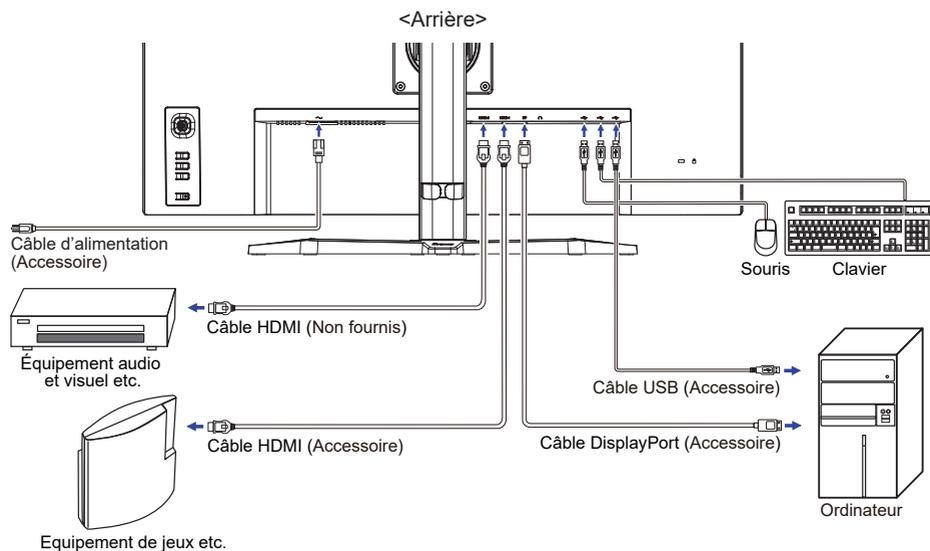 <Arrière>
Câble d'alimentation
(Accessoire)
Souris
Clavier
Câble HDMI (Non fournis)
Équipement audio
et visuel etc.
Câble USB (Accessoire)
Câble HDMI (Accessoire)
Câble DisplayPort (Accessoire)
Ordinateur
Equipement de jeux etc.